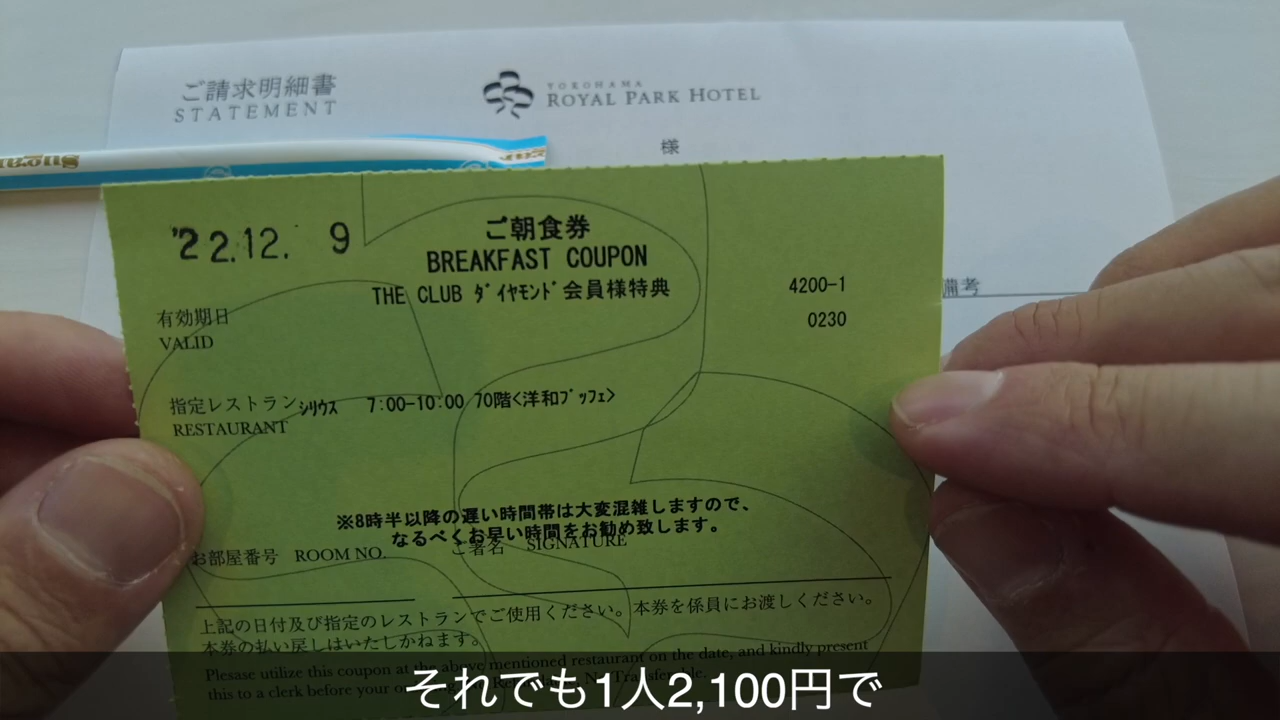 ご請求明細書
STATEMENT
YOKOHAMA
ROYAL PARK HOTEL
様
備考
'22.12. 9
ご朝食券
BREAKFAST COUPON
THE CLUB ﾀﾞｲﾔﾓﾝﾄﾞ会員様特典
4200-1
0230
有効期日
VALID
指定レストラン ｼﾘｳｽ 7:00-10:00 70階<洋和ﾌﾞｯﾌｪ>
RESTAURANT
※8時半以降の遅い時間帯は大変混雑しますので、
なるべくお早い時間をお勧め致します。
お部屋番号 ROOM NO.
ご署名 SIGNATURE
上記の日付及び指定のレストランでご使用ください。本券を係員にお渡しください。
本券の払い戻しはいたしかねます。
Please utilize this coupon at the above mentioned restaurant on the date, and kindly present
this to a clerk before your
それでも1人2,100円で